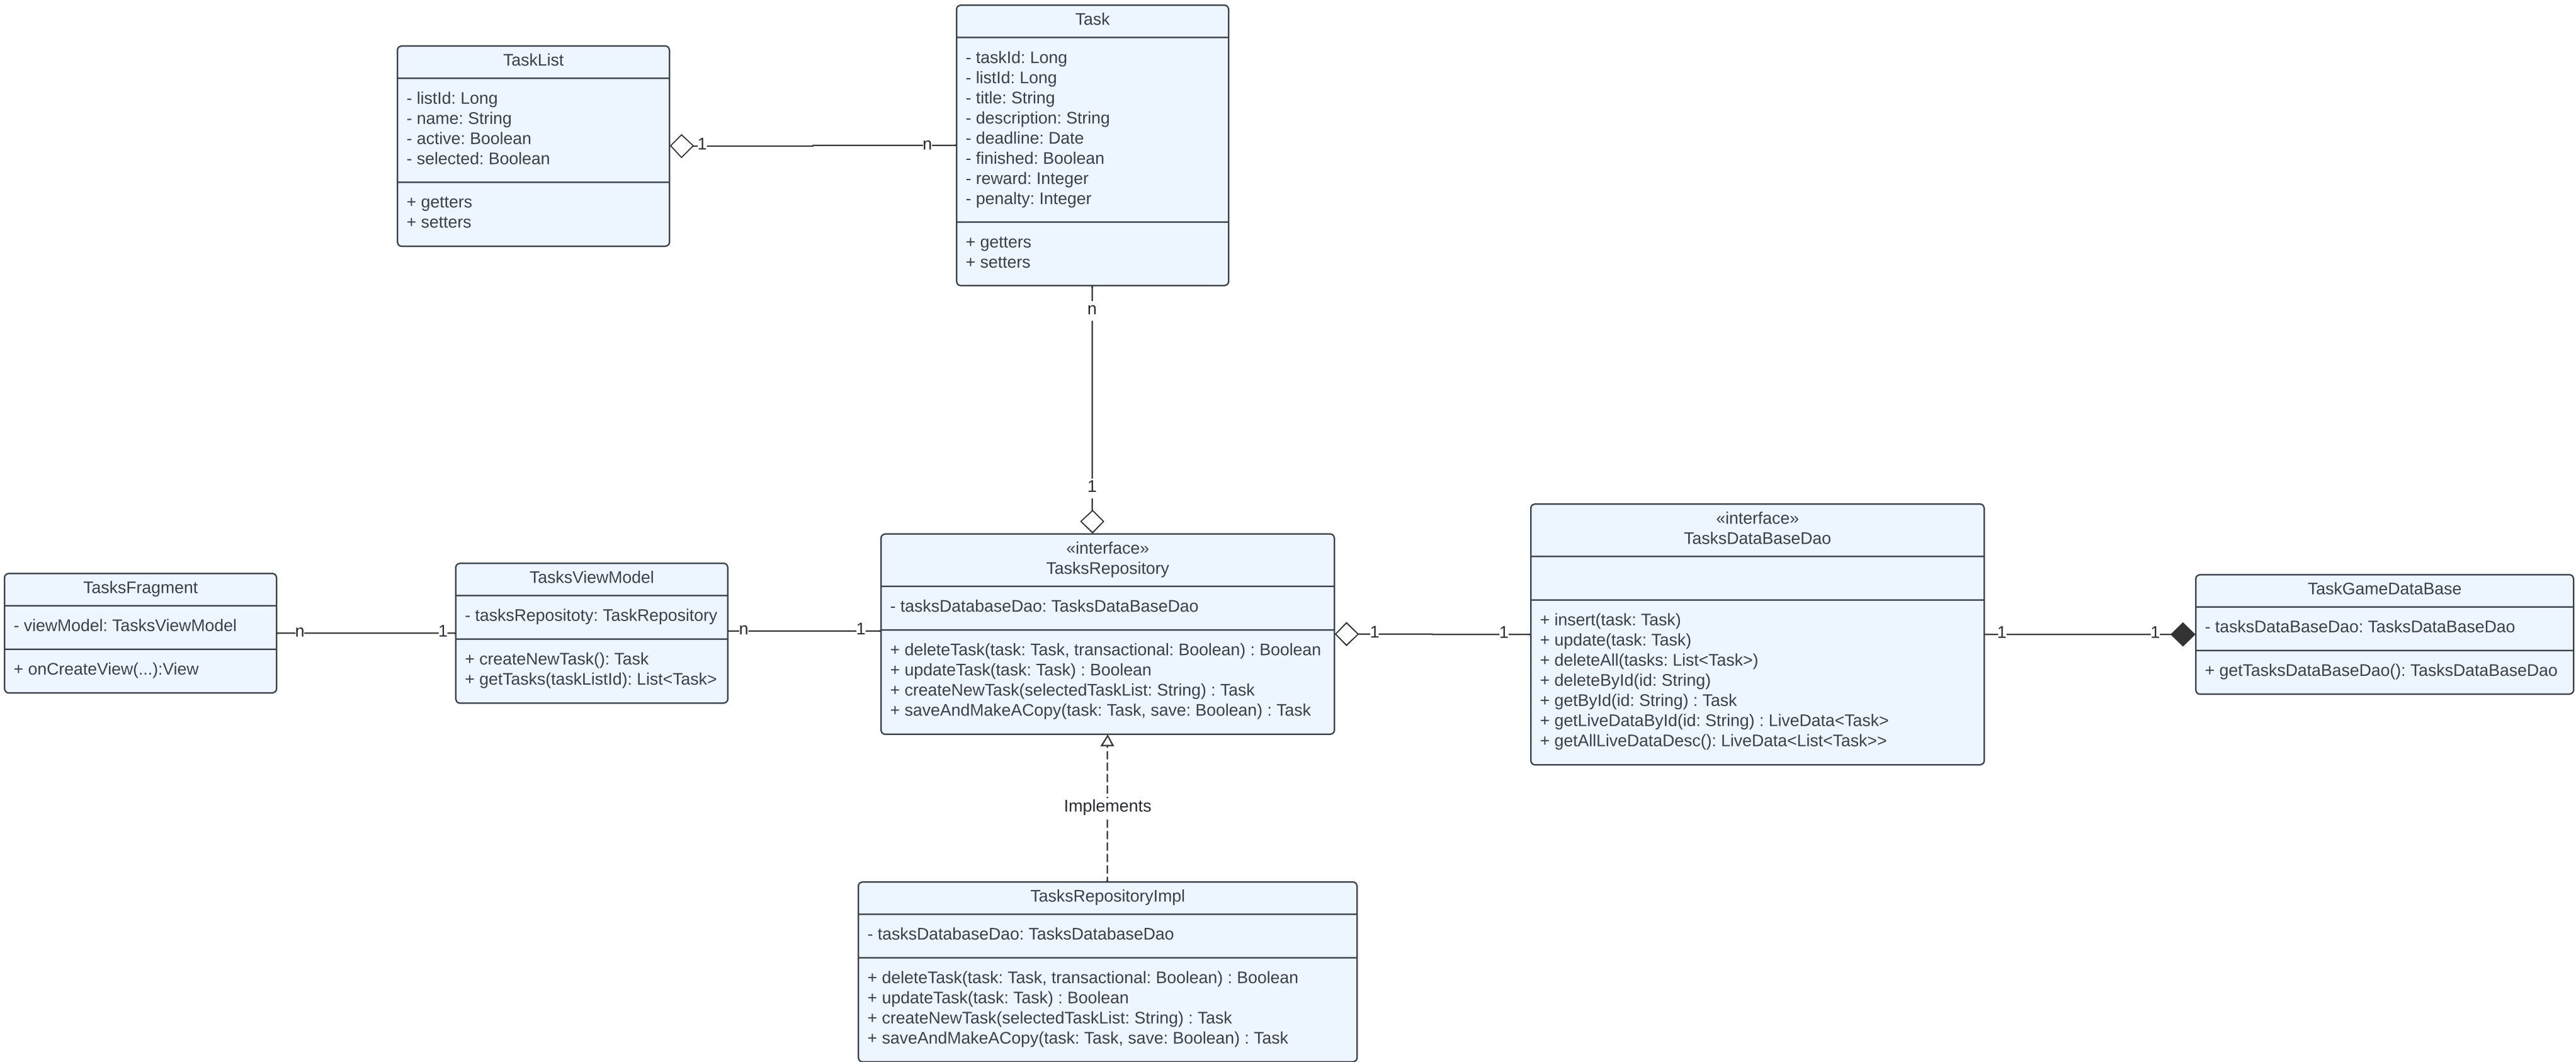 Task
- taskId: Long
- listId: Long
- title: String
- description: String
- deadline: Date
- finished: Boolean
- reward: Integer
- penalty: Integer
+ getters
+ setters
TaskList
- listId: Long
- name: String
- active: Boolean
- selected: Boolean
+ getters
+ setters
1
n
n
1
TasksFragment
- viewModel: TasksViewModel
+ onCreateView(...):View
n
1
TasksViewModel
- tasksRepositoty: TaskRepository
+ createNewTask(): Task
+ getTasks(taskListId): List<Task>
n
1
«interface»
TasksRepository
- tasksDatabaseDao: TasksDataBaseDao
+ deleteTask(task: Task, transactional: Boolean) : Boolean
+ updateTask(task: Task) : Boolean
+ createNewTask(selectedTaskList: String) : Task
+ saveAndMakeACopy(task: Task, save: Boolean) : Task
1
1
«interface»
TasksDataBaseDao
+ insert(task: Task)
+ update(task: Task)
+ deleteAll(tasks: List<Task>)
+ deleteById(id: String)
+ getById(id: String) : Task
+ getLiveDataById(id: String) : LiveData<Task>
+ getAllLiveDataDesc(): LiveData<List<Task>>
1
1
TaskGameDataBase
- tasksDataBaseDao: TasksDataBaseDao
+ getTasksDataBaseDao(): TasksDataBaseDao
Implements
TasksRepositoryImpl
- tasksDatabaseDao: TasksDatabaseDao
+ deleteTask(task: Task, transactional: Boolean) : Boolean
+ updateTask(task: Task) : Boolean
+ createNewTask(selectedTaskList: String) : Task
+ saveAndMakeACopy(task: Task, save: Boolean) : Task